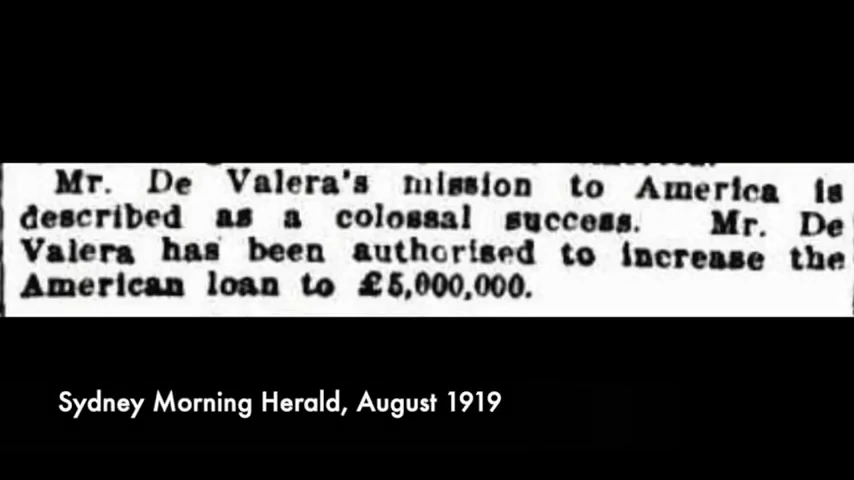 Mr. De Valera's mission to America is
described as a colossal success. Mr. De
Valera has been authorised to increase the
American loan to £5,000,000.
Sydney Morning Herald, August 1919